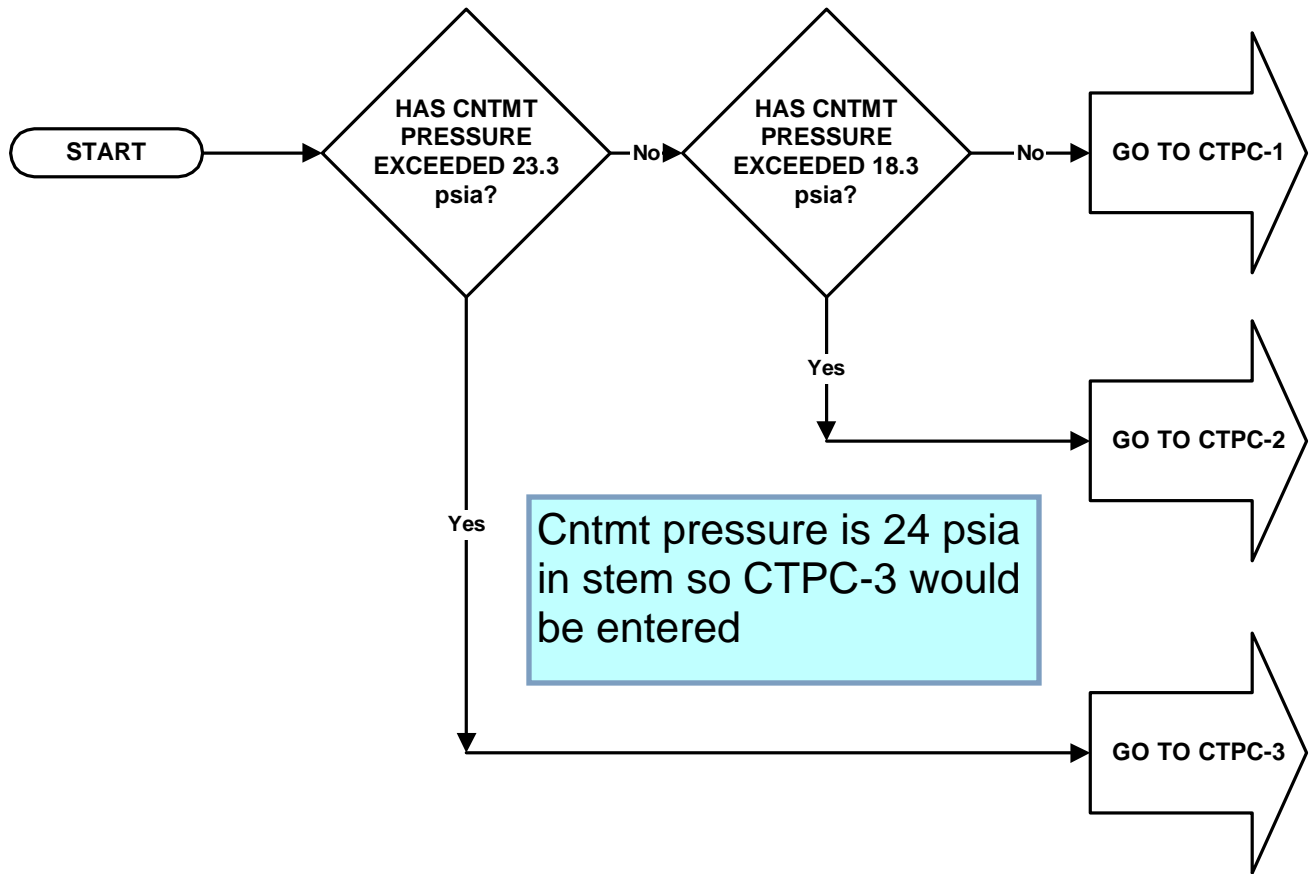 START
HAS CNTMT
PRESSURE
EXCEEDED 23.3
psia?
No
HAS CNTMT
PRESSURE
EXCEEDED 18.3
psia?
No
GO TO CTPC-1
Yes
GO TO CTPC-2
Yes
Cntmt pressure is 24 psia
in stem so CTPC-3 would
be entered
GO TO CTPC-3